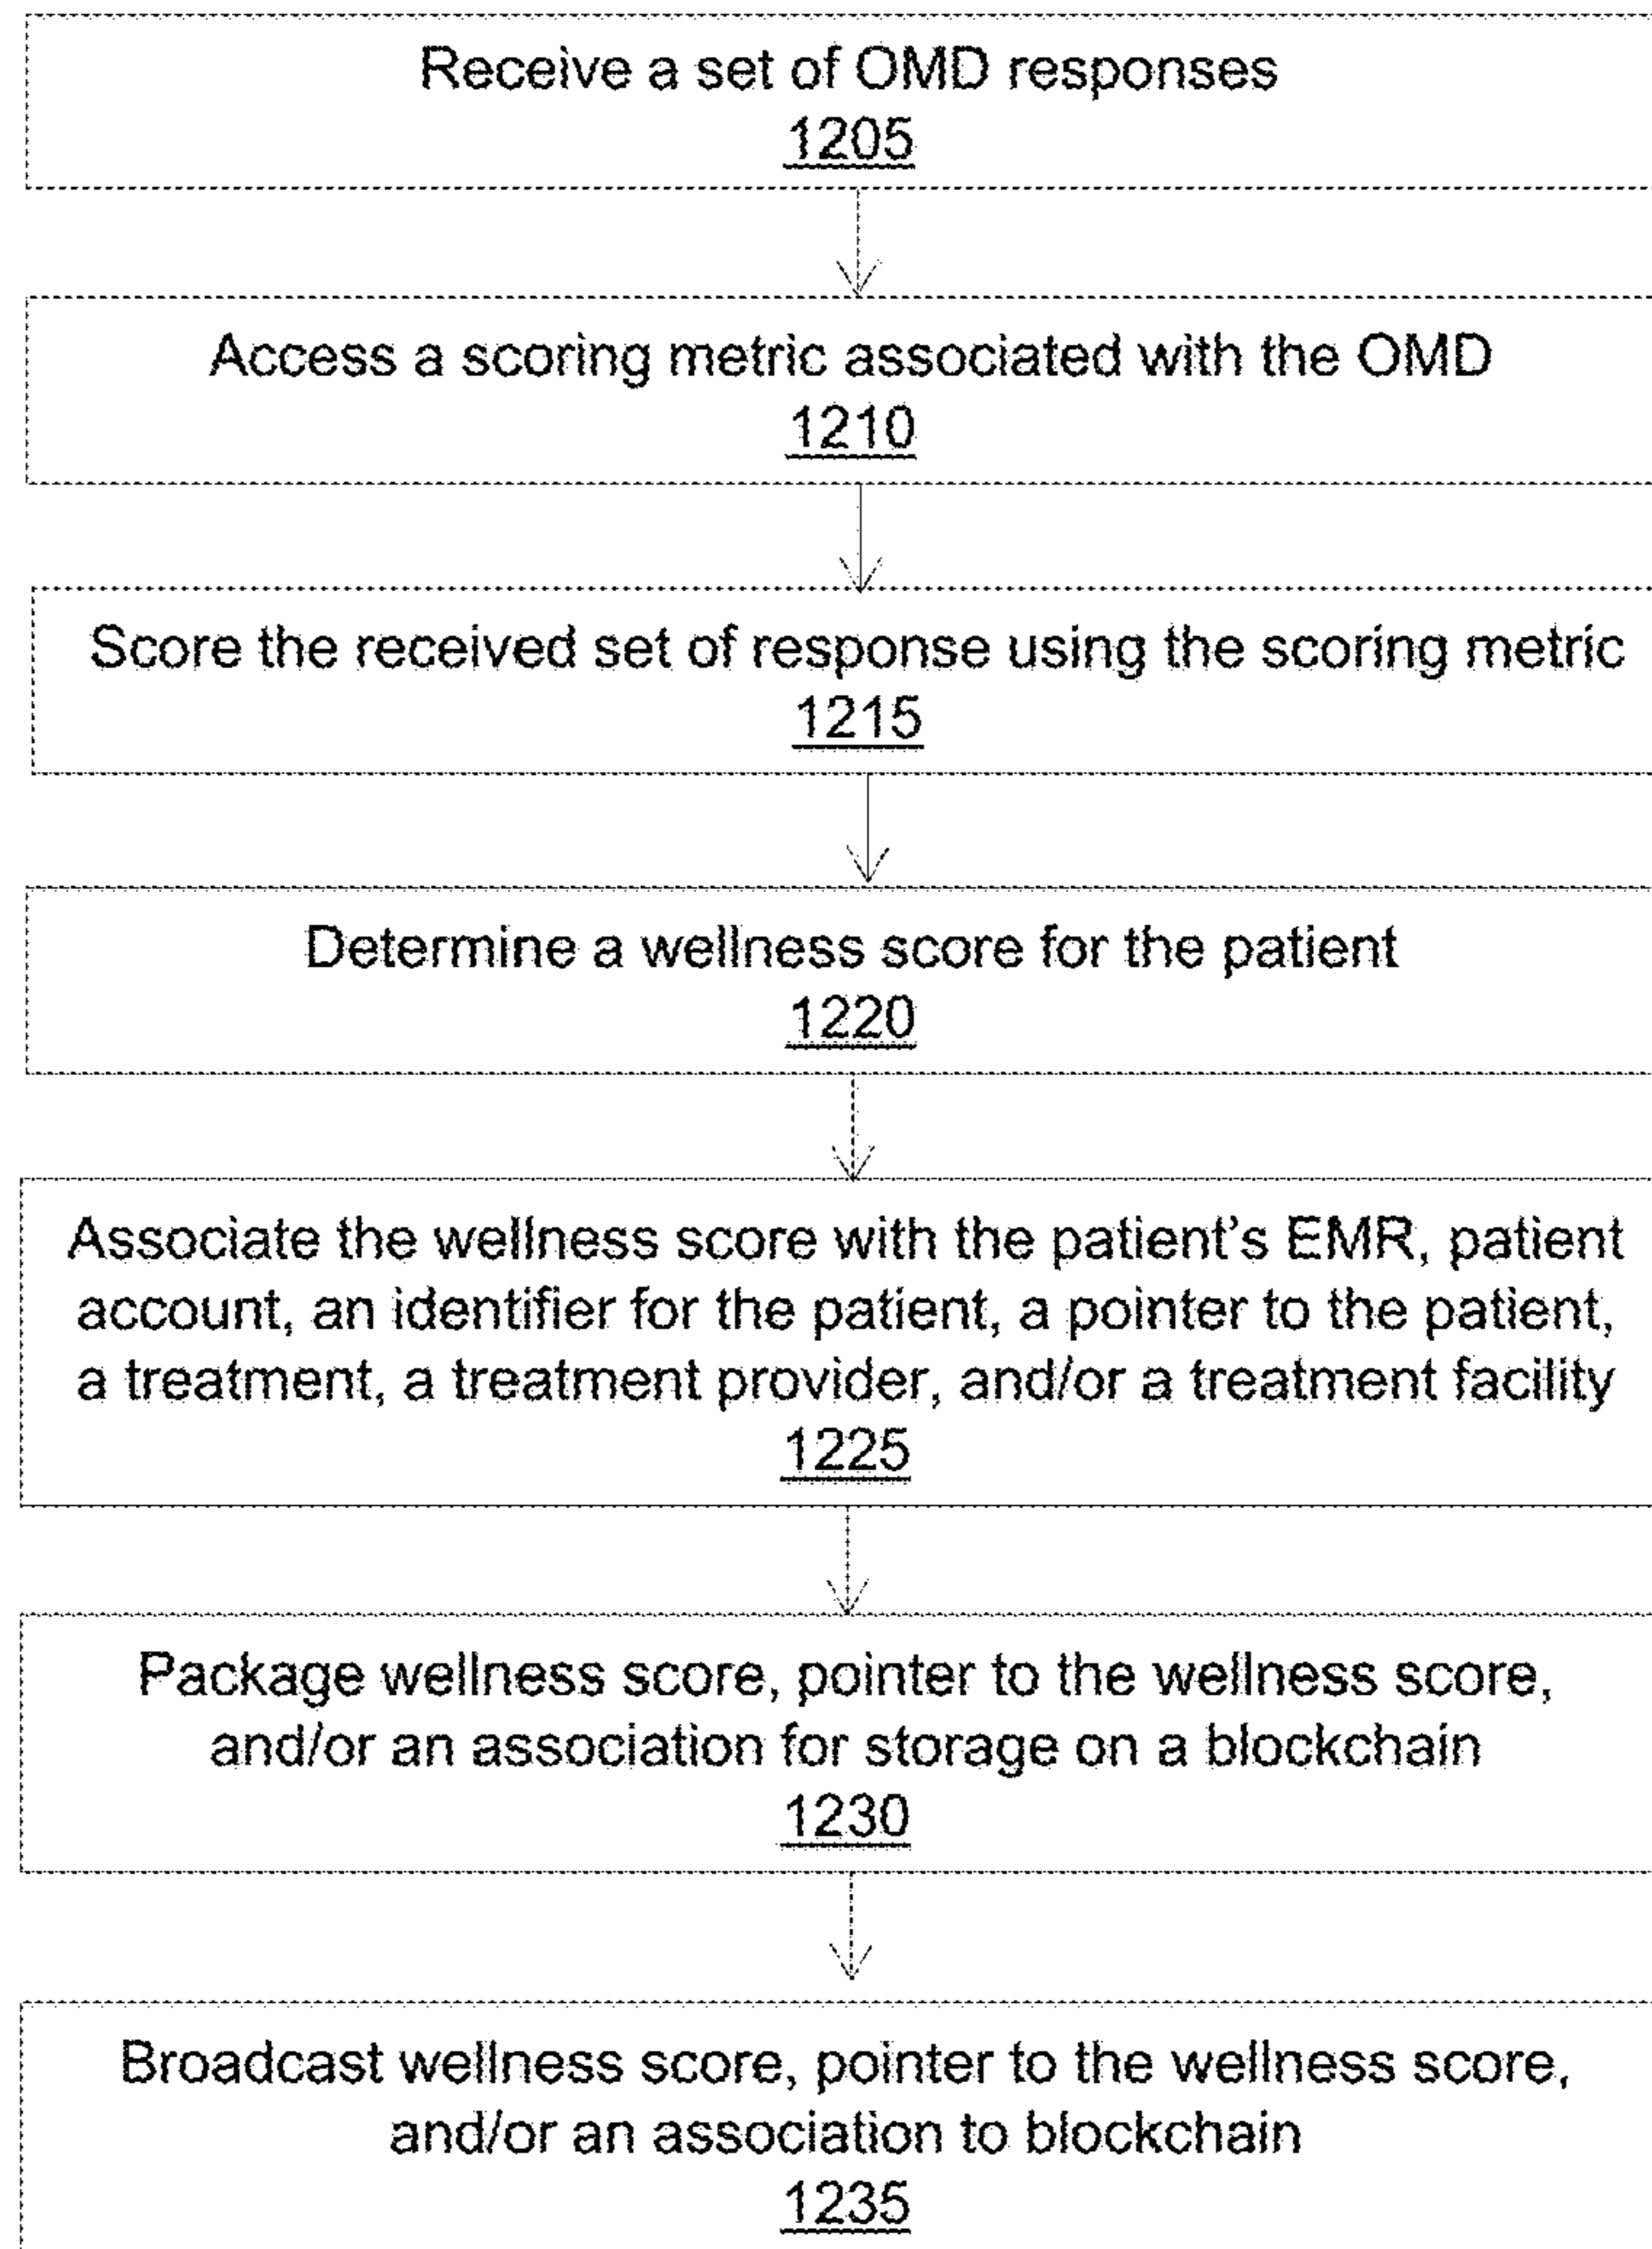 Receive a set of OMD responses
1205
Access a scoring metric associated with the OMD
1210
Score the received set of response using the scoring metric
1215
Determine a wellness score for the patient
1220
Associate the wellness score with the patient's EMR, patient
account, an identifier for the patient, a pointer to the patient,
a treatment, a treatment provider, and/or a treatment facility
1225
Package wellness score, pointer to the wellness score,
and/or an association for storage on a blockchain
1230
Broadcast wellness score, pointer to the wellness score,
and/or an association to blockchain
1235